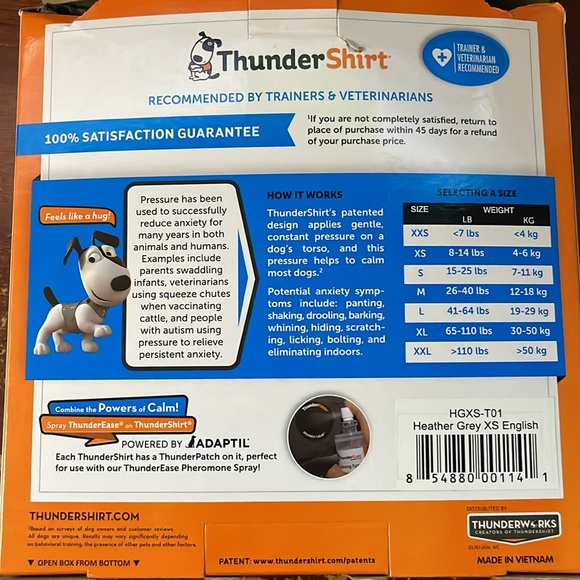 ThunderShirt
TRAINER &
VETERINARIAN
RECOMMENDED
RECOMMENDED BY TRAINERS & VETERINARIANS
100% SATISFACTION GUARANTEE
¹If you are not completely satisfied, return to
place of purchase within 45 days for a refund
of your purchase price.
Feels like a hug!
Pressure has been
used to successfully
reduce anxiety for
many years in both
animals and humans.
Examples include
parents swaddling
infants, veterinarians
using squeeze chutes
when vaccinating
cattle, and people
with autism using
pressure to relieve
persistent anxiety.
HOW IT WORKS
ThunderShirt's patented
design applies gentle,
constant pressure on a
dog's torso, and this
pressure helps to calm
most dogs.²
Potential anxiety symp-
toms include: panting,
shaking, drooling, barking,
whining, hiding, scratch-
ing, licking, bolting, and
eliminating indoors.
SELECTING A SIZE
SIZE WEIGHT
LB KG
XXS <7 lbs <4 kg
XS 8-14 lbs 4-6 kg
S 15-25 lbs 7-11 kg
M 26-40 lbs 12-18 kg
L 41-64 lbs 19-29 kg
XL 65-110 lbs 30-50 kg
XXL >110 lbs >50 kg
Combine the Powers of Calm!
Spray ThunderEase® on ThunderShirt®
POWERED BY ADAPTIL
Each ThunderShirt has a ThunderPatch on it, perfect
for use with our ThunderEase Pheromone Spray!
HGXS-T01
Heather Grey XS English
8 54880 00114 1
THUNDERSHIRT.COM
²Based on surveys of dog owners and customer reviews.
All dogs are unique. Results may vary significantly depending
on behavioral training, the presence of other pets and other factors.
▼ OPEN BOX FROM BOTTOM ▼
PATENT: www.thundershirt.com/patents
DISTRIBUTED BY
THUNDERWORKS
CREATORS OF THUNDERSHIRT
DURHAM, NC
MADE IN VIETNAM